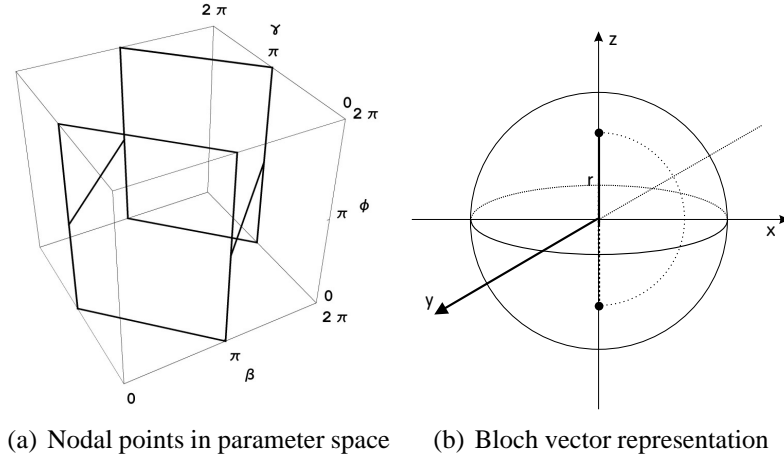 2 π
γ
π
0
2 π
π
ϕ
0
2 π
π
β
0
z
r
x
y
(a) Nodal points in parameter space
(b) Bloch vector representation